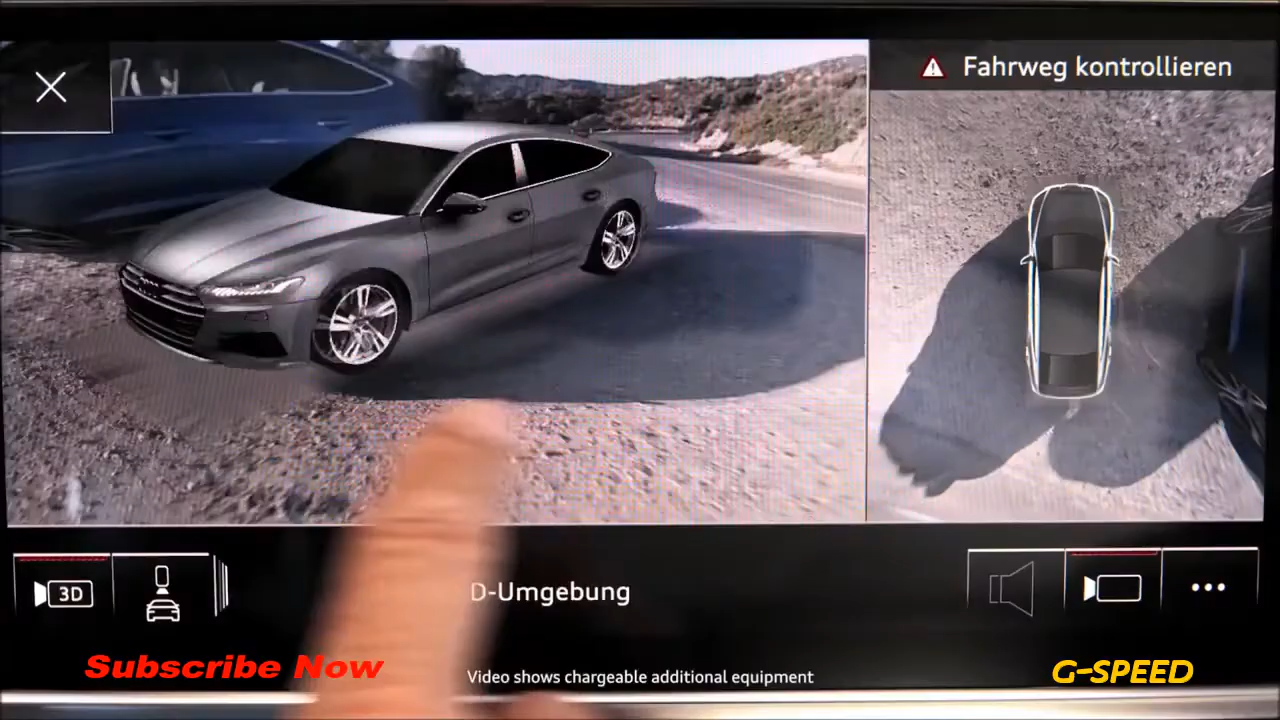 Fahrweg kontrollieren
3D
D-Umgebung
Subscribe Now
Video shows chargeable additional equipment
G-SPEED